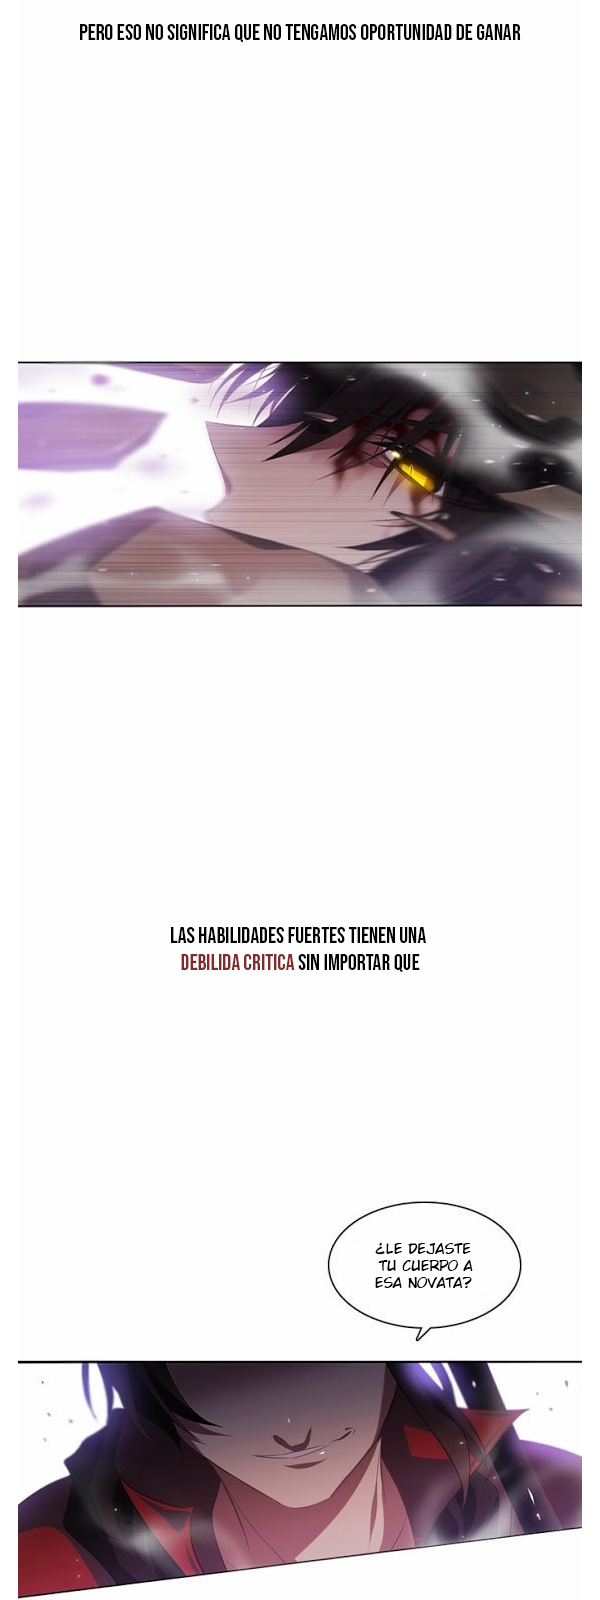 PERO ESO NO SIGNIFICA QUE NO TENGAMOS OPORTUNIDAD DE GANAR
LAS HABILIDADES FUERTES TIENEN UNA
DEBILIDA CRITICA SIN IMPORTAR QUE
¿LE DEJASTE
TU CUERPO A
ESA NOVATA?